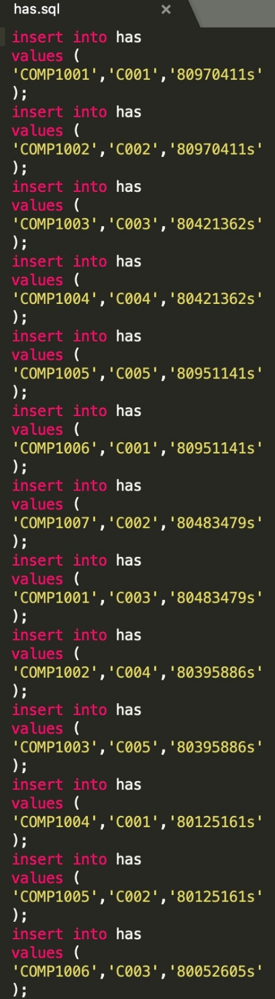 has.sql ×
insert into has
values (
'COMP1001','C001','80970411s'
);
insert into has
values (
'COMP1002','C002','80970411s'
);
insert into has
values (
'COMP1003','C003','80421362s'
);
insert into has
values (
'COMP1004','C004','80421362s'
);
insert into has
values (
'COMP1005','C005','80951141s'
);
insert into has
values (
'COMP1006','C001','80951141s'
);
insert into has
values (
'COMP1007','C002','80483479s'
);
insert into has
values (
'COMP1001','C003','80483479s'
);
insert into has
values (
'COMP1002','C004','80395886s'
);
insert into has
values (
'COMP1003','C005','80395886s'
);
insert into has
values (
'COMP1004','C001','80125161s'
);
insert into has
values (
'COMP1005','C002','80125161s'
);
insert into has
values (
'COMP1006','C003','80052605s'
);